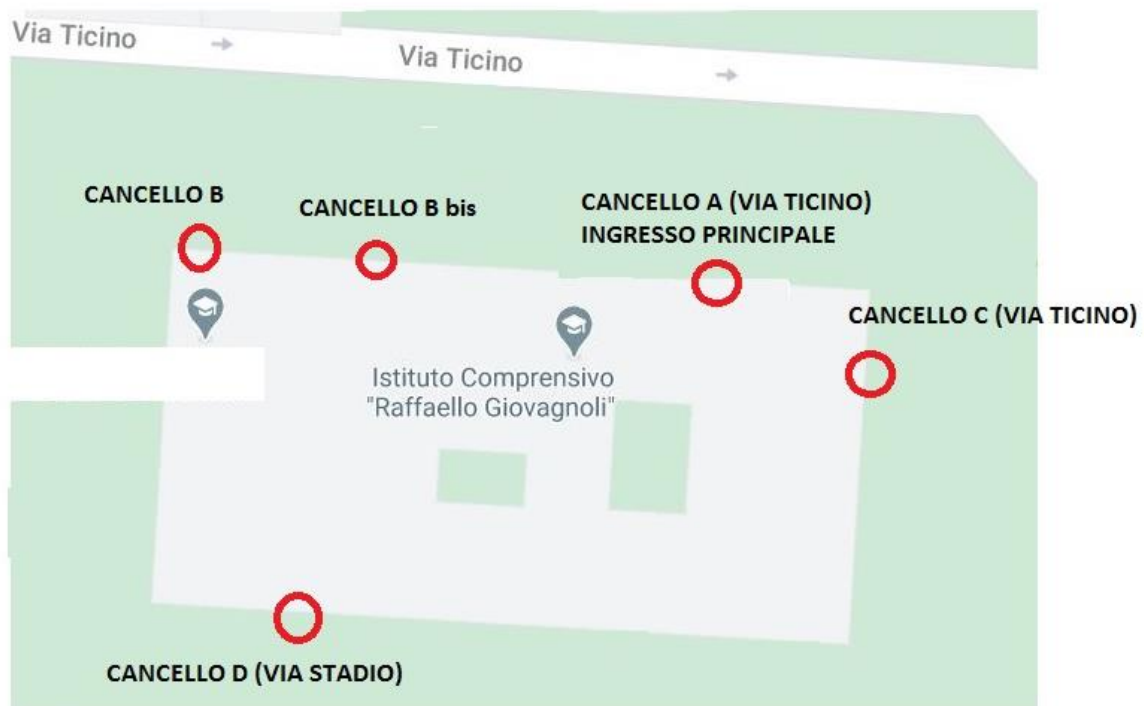 Via Ticino
Via Ticino
CANCELLO B
CANCELLO B bis
CANCELLO A (VIA TICINO)
INGRESSO PRINCIPALE
CANCELLO C (VIA TICINO)
Istituto Comprensivo
"Raffaello Giovagnoli"
CANCELLO D (VIA STADIO)